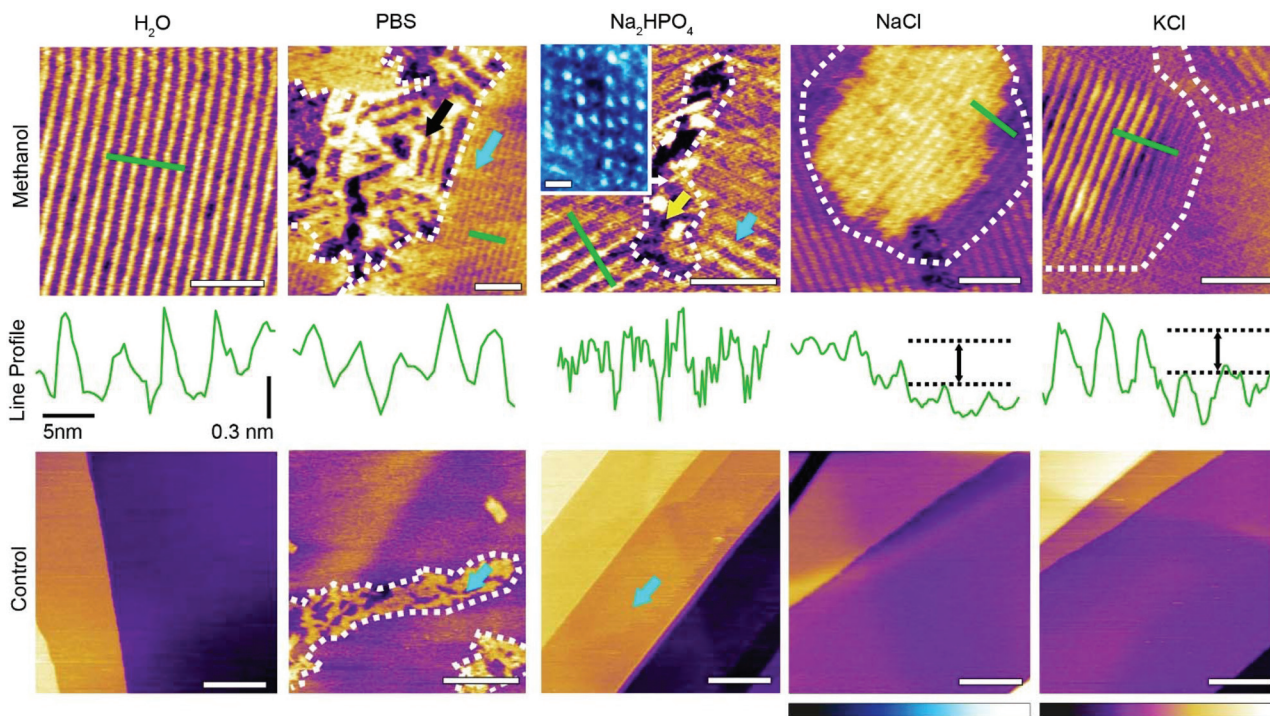 H₂O PBS Na₂HPO₄ NaCl KCl
Methanol
Line Profile
5nm 0.3 nm
Control